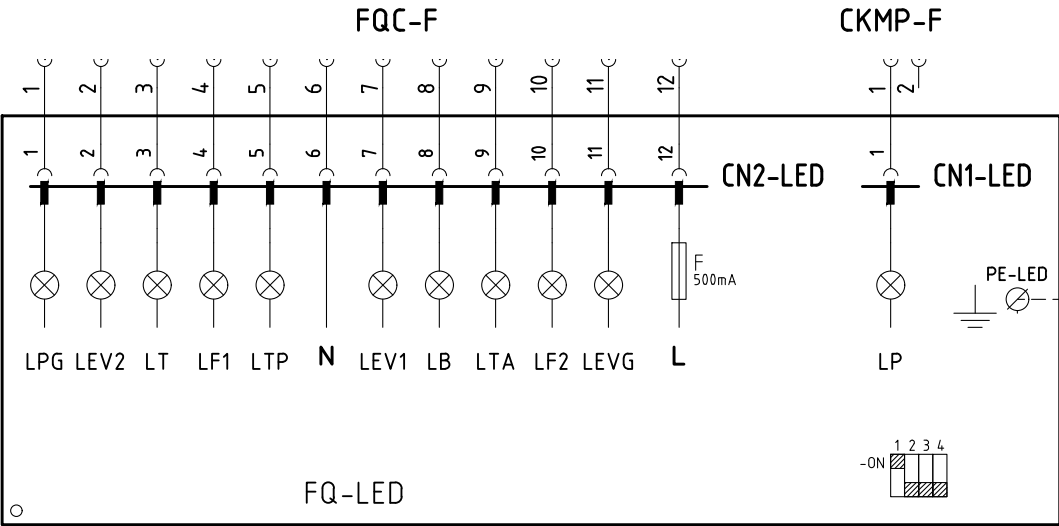 FQC-F CKMP-F
1 2 3 4 5 6 7 8 9 10 11 12 1 2
1 2 3 4 5 6 7 8 9 10 11 12 CN2-LED 1 CN1-LED
F
500mA
PE-LED
LPG LEV2 LT LF1 LTP N LEV1 LB LTA LF2 LEVG L LP
1 2 3 4
-ON
FQ-LED